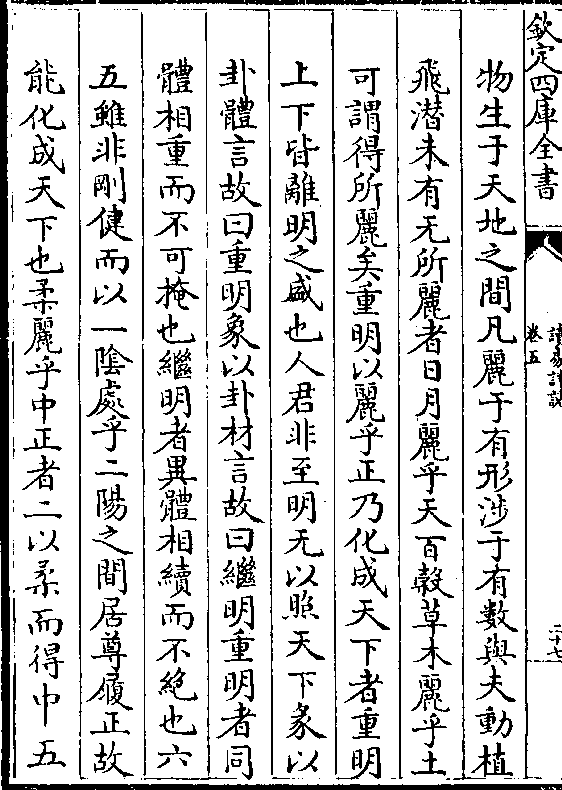 欽定四庫全書
讀易詳說
卷五
二十七
物生于天地之間凡麗于有形涉于有數與夫動植
飛潛未有无所麗者日月麗乎天百穀草木麗乎土
可謂得所麗矣重明以麗乎正乃化成天下者重明
上下皆離明之盛也人君非至明无以照天下彖以
卦體言故曰重明象以卦材言故曰繼明重明者同
體相重而不可掩也繼明者異體相續而不絶也六
五雖非剛健而以一陰處乎二陽之間居尊履正故
能化成天下也柔麗乎中正者二以柔而得中五